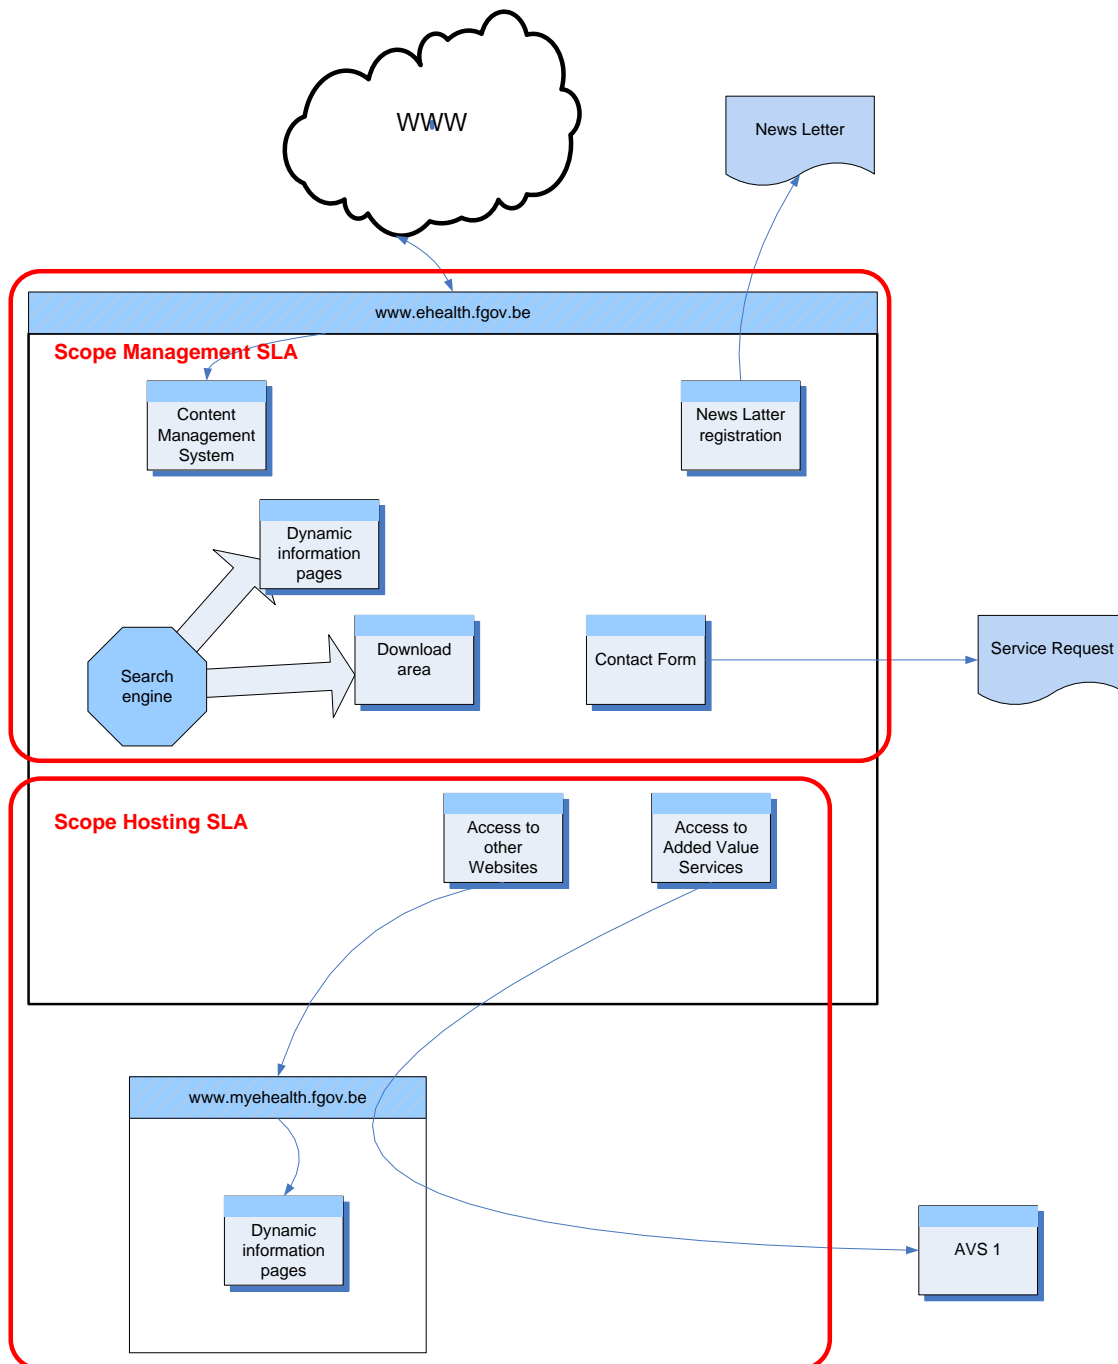 WWW
News Letter
www.ehealth.fgov.be
Scope Management SLA
Content
Management
System
News Latter
registration
Dynamic
information
pages
Search
engine
Download
area
Contact Form
Service Request
Scope Hosting SLA
Access to
other
Websites
Access to
Added Value
Services
www.myehealth.fgov.be
Dynamic
information
pages
AVS 1